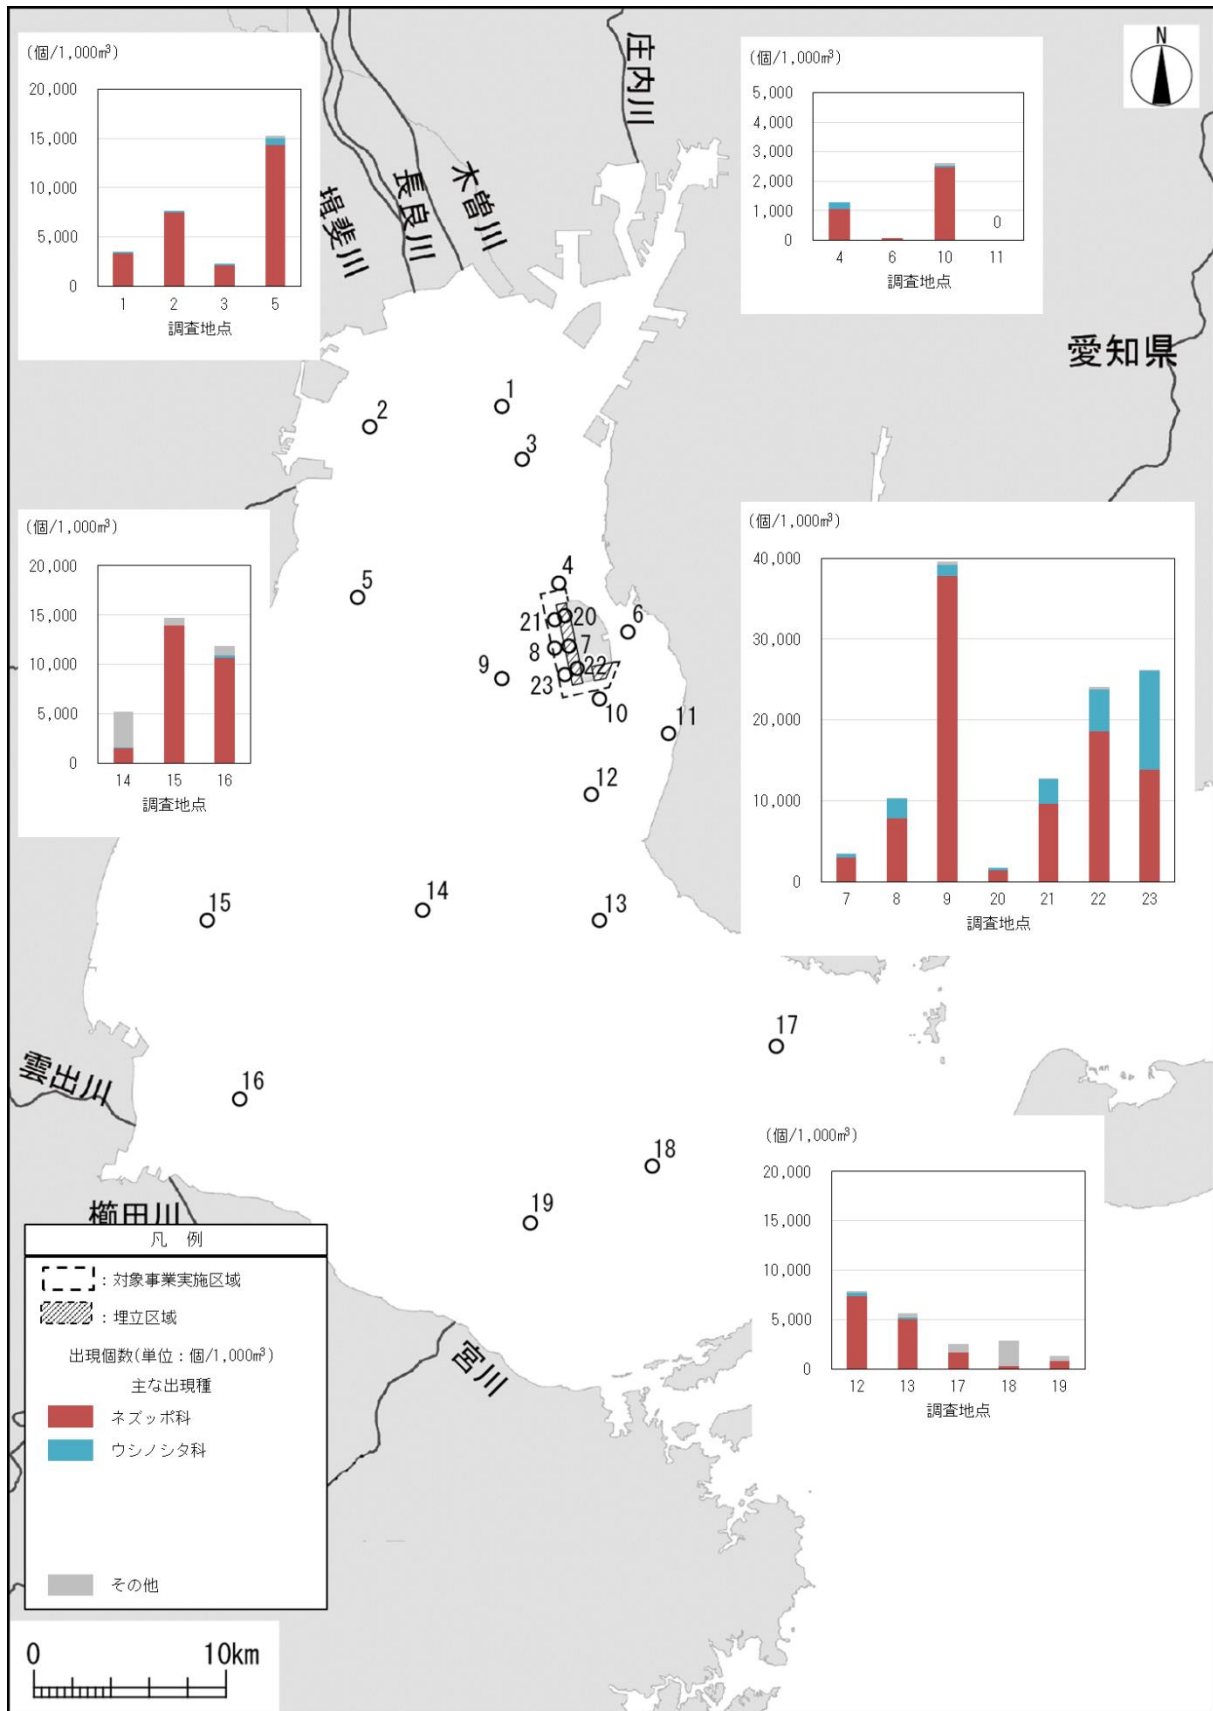 (個/1,000㎥)
20,000
15,000
10,000
5,000
0
1 2 3 5
調査地点
揖斐川
長良川
木曽川
庄内川
(個/1,000㎥)
5,000
4,000
3,000
2,000
1,000
0
0
4 6 10 11
調査地点
N
愛知県
1
2
3
4
5
6
20
21
7
8
22
9
23
10
11
12
13
14
15
16
17
18
19
(個/1,000㎥)
20,000
15,000
10,000
5,000
0
14 15 16
調査地点
(個/1,000㎥)
40,000
30,000
20,000
10,000
0
7 8 9 20 21 22 23
調査地点
雲出川
櫛田川
宮川
(個/1,000㎥)
20,000
15,000
10,000
5,000
0
12 13 17 18 19
調査地点
凡 例
:対象事業実施区域
:埋立区域
出現個数(単位:個/1,000㎥)
主な出現種
ネズッポ科
ウシノシタ科
その他
0 10km